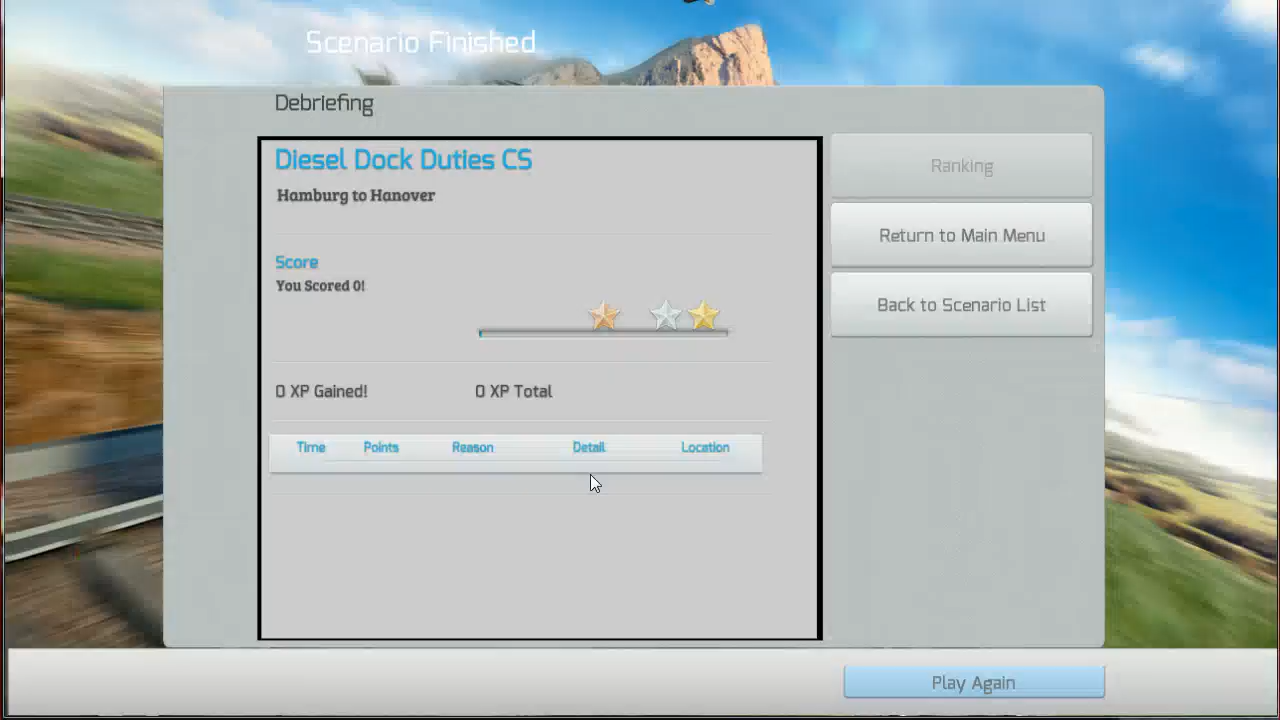 Scenario Finished
Debriefing
Diesel Dock Duties CS
Hamburg to Hanover
Score
You Scored 0!
0 XP Gained! 0 XP Total
Time Points Reason Detail Location
Ranking
Return to Main Menu
Back to Scenario List
Play Again